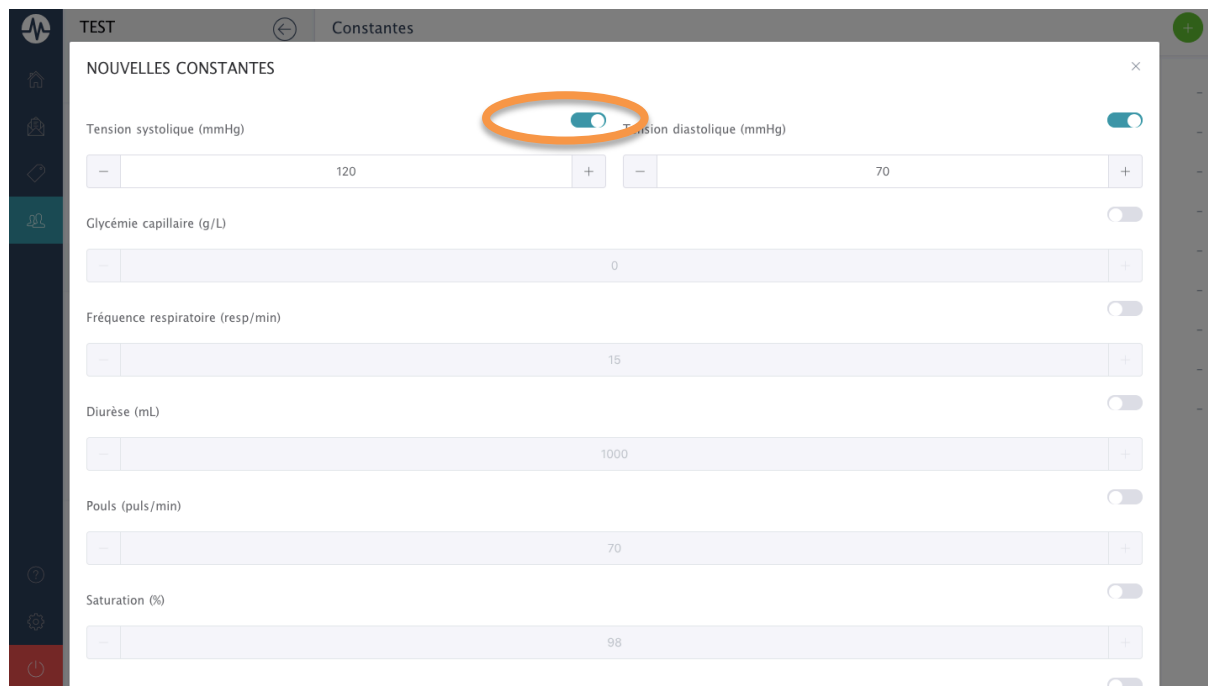 TEST
Constantes
NOUVELLES CONSTANTES
Tension systolique (mmHg)
Tension diastolique (mmHg)
120
70
Glycémie capillaire (g/L)
0
Fréquence respiratoire (resp/min)
15
Diurèse (mL)
1000
Pouls (puls/min)
70
Saturation (%)
98